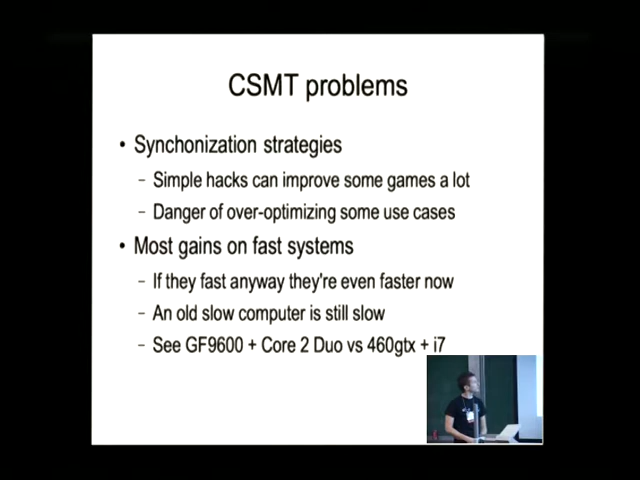 CSMT problems
• Synchonization strategies
– Simple hacks can improve some games a lot
– Danger of over-optimizing some use cases
• Most gains on fast systems
– If they fast anyway they're even faster now
– An old slow computer is still slow
– See GF9600 + Core 2 Duo vs 460gtx + i7